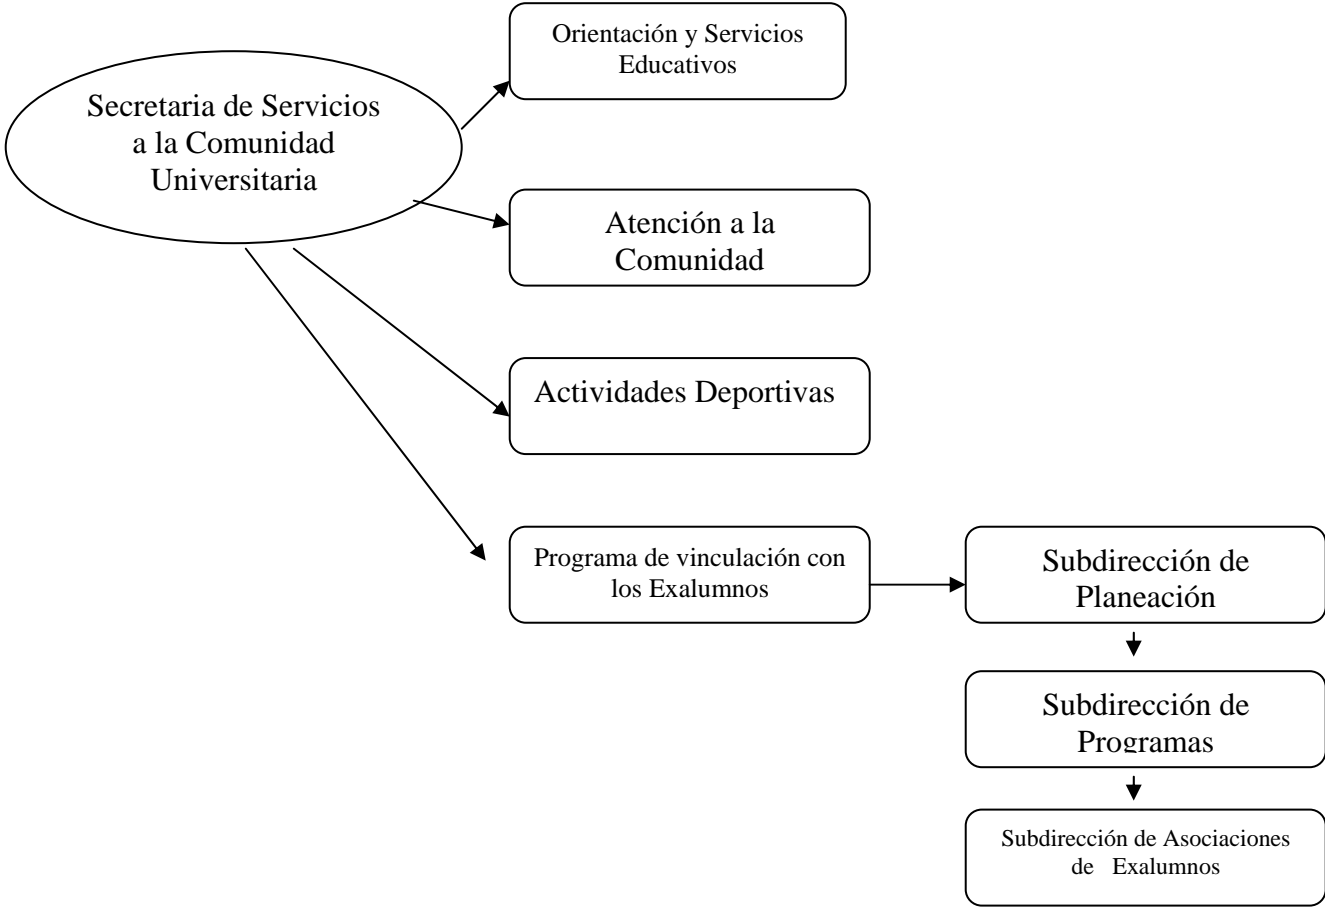 Orientación y Servicios
Educativos
Secretaria de Servicios
a la Comunidad
Universitaria
Atención a la
Comunidad
Actividades Deportivas
Programa de vinculación con
los Exalumnos
Subdirección de
Planeación
Subdirección de
Programas
Subdirección de Asociaciones
de Exalumnos